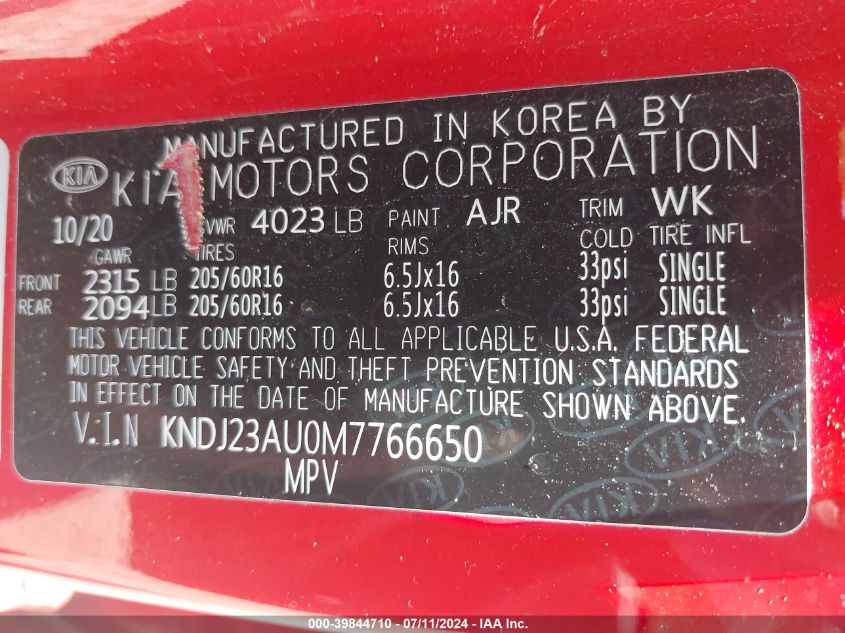 MANUFACTURED IN KOREA BY
KIA KIA MOTORS CORPORATION
10/20 GVWR 4023 LB PAINT AJR TRIM WK
GAWR TIRES RIMS COLD TIRE INFL
FRONT 2315 LB 205/60R16 6.5Jx16 33psi SINGLE
REAR 2094 LB 205/60R16 6.5Jx16 33psi SINGLE
THIS VEHICLE CONFORMS TO ALL APPLICABLE U.S.A. FEDERAL
MOTOR VEHICLE SAFETY AND THEFT PREVENTION STANDARDS
IN EFFECT ON THE DATE OF MANUFACTURE SHOWN ABOVE.
V.I.N KNDJ23AU0M7766650
MPV
000-39844710 - 07/11/2024 - IAA Inc.